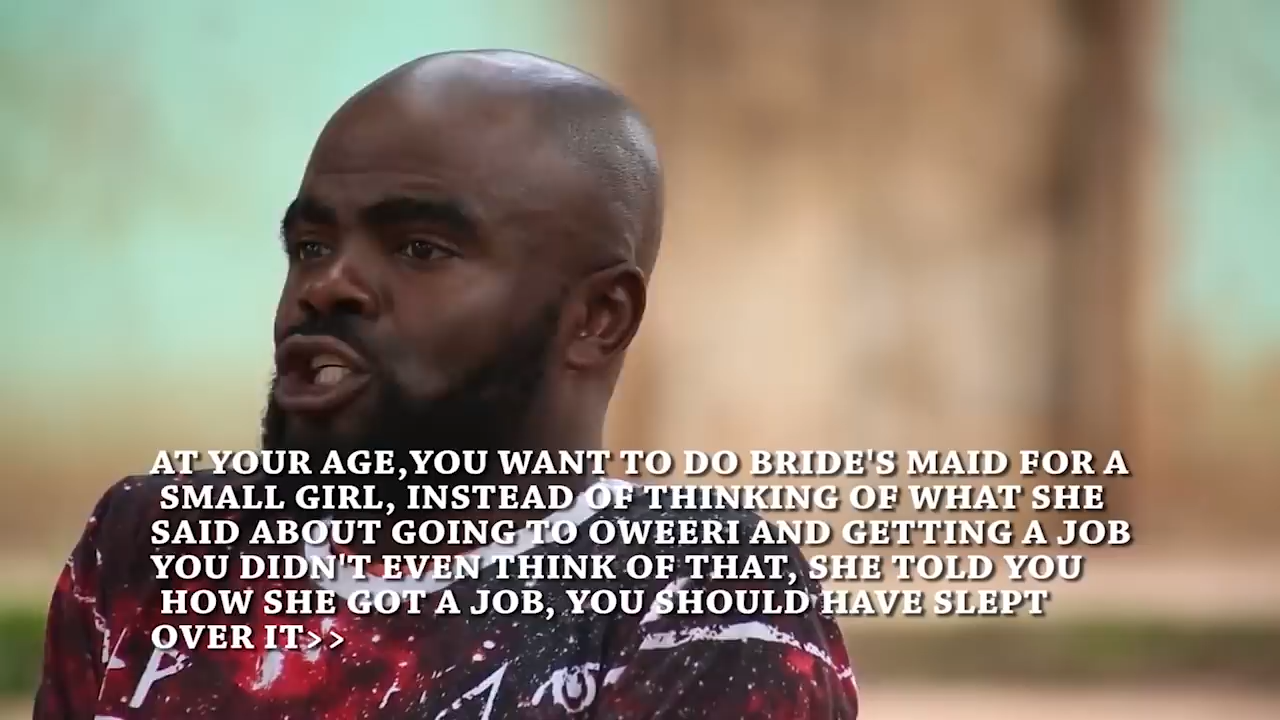 AT YOUR AGE,YOU WANT TO DO BRIDE'S MAID FOR A
SMALL GIRL, INSTEAD OF THINKING OF WHAT SHE
SAID ABOUT GOING TO OWEERI AND GETTING A JOB
YOU DIDN'T EVEN THINK OF THAT, SHE TOLD YOU
HOW SHE GOT A JOB, YOU SHOULD HAVE SLEPT
OVER IT>>